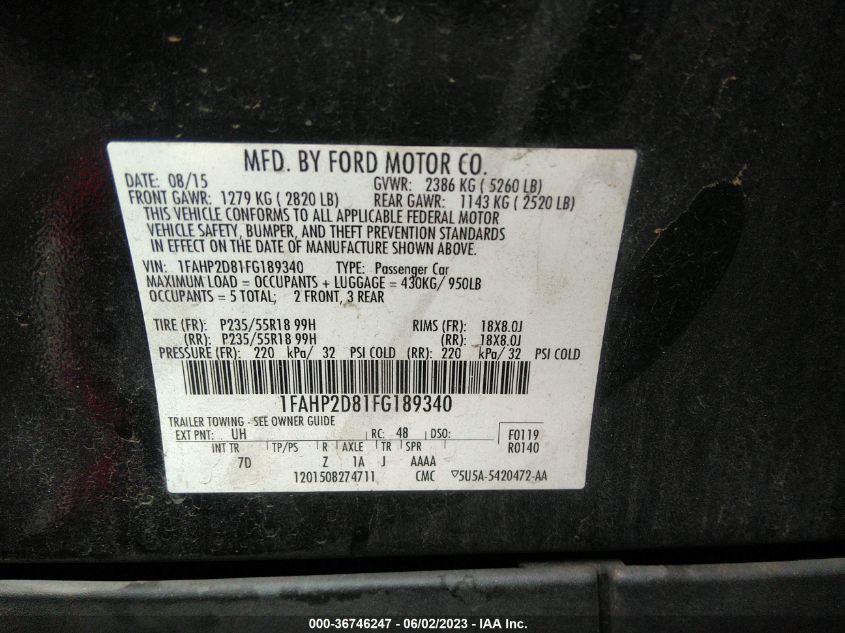 MFD. BY FORD MOTOR CO.
DATE: 08/15 GVWR: 2386 KG ( 5260 LB)
FRONT GAWR: 1279 KG ( 2820 LB) REAR GAWR: 1143 KG ( 2520 LB)
THIS VEHICLE CONFORMS TO ALL APPLICABLE FEDERAL MOTOR
VEHICLE SAFETY, BUMPER, AND THEFT PREVENTION STANDARDS
IN EFFECT ON THE DATE OF MANUFACTURE SHOWN ABOVE.
VIN: 1FAHP2D81FG189340 TYPE: Passenger Car
MAXIMUM LOAD = OCCUPANTS + LUGGAGE = 430KG/ 950LB
OCCUPANTS = 5 TOTAL; 2 FRONT, 3 REAR
TIRE (FR): P235/55R18 99H RIMS (FR): 18X8.0J
(RR): P235/55R18 99H (RR): 18X8.0J
PRESSURE (FR): 220 kPa/ 32 PSI COLD (RR): 220 kPa/ 32 PSI COLD
1FAHP2D81FG189340
TRAILER TOWING - SEE OWNER GUIDE
EXT PNT: UH RC: 48 DSO: F0119
INT TR TP/PS R AXLE TR SPR R0140
7D Z 1A J AAAA
1201508274711 CMC ▽5U5A-5420472-AA
000-36746247 - 06/02/2023 - IAA Inc.